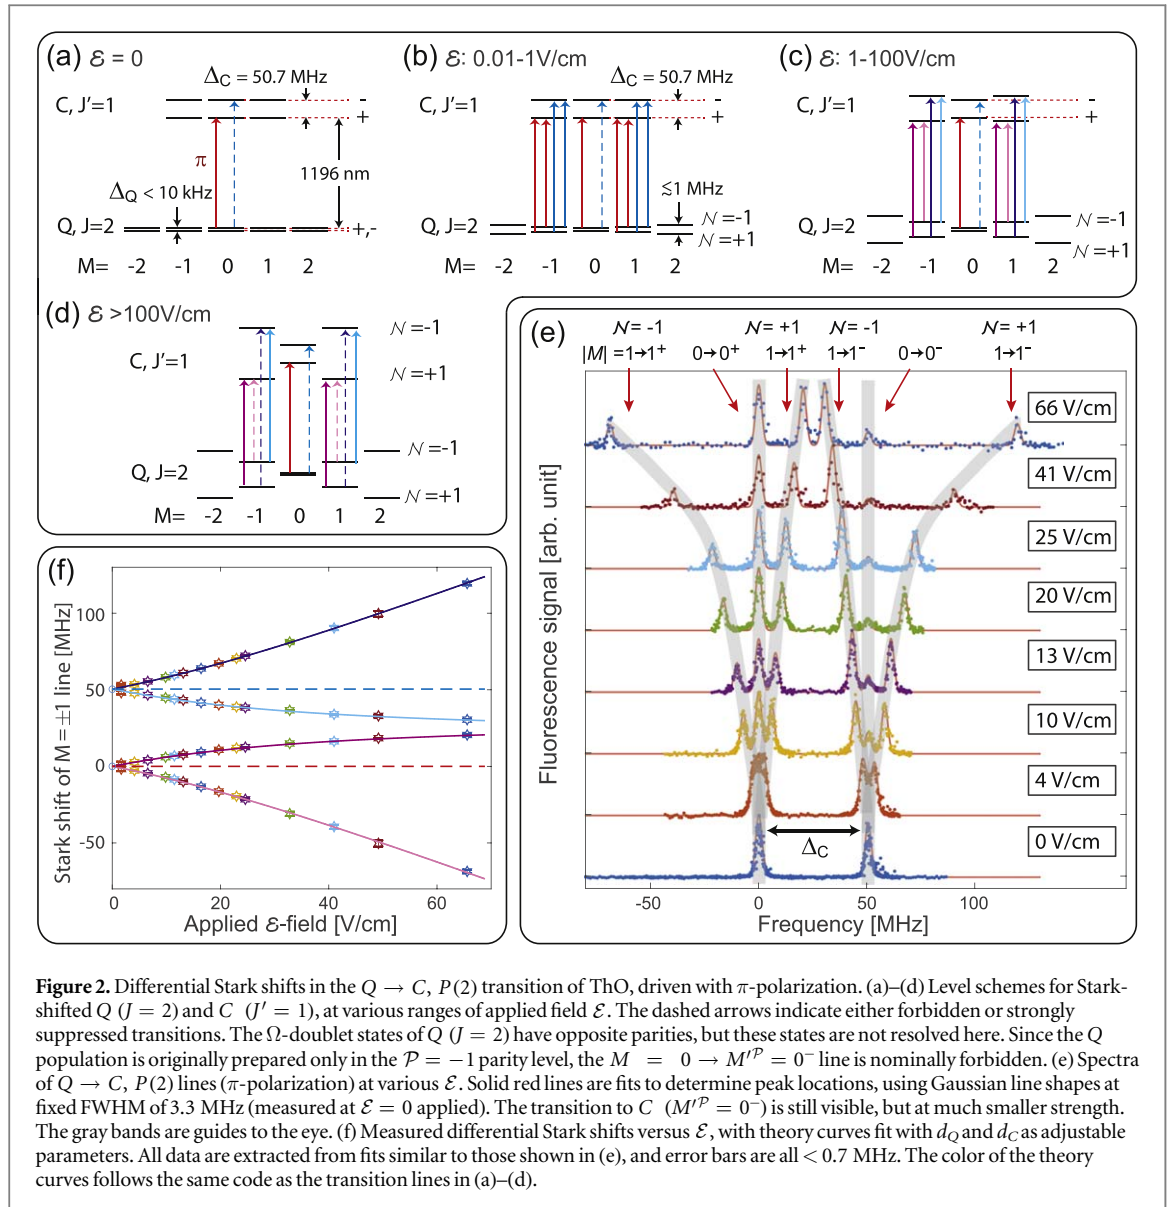 (a) ℰ = 0
Δ_C = 50.7 MHz
C, J'=1
-
+
π
1196 nm
Δ_Q < 10 kHz
Q, J=2
+,-
M= -2 -1 0 1 2
(b) ℰ: 0.01-1V/cm
Δ_C = 50.7 MHz
C, J'=1
-
+
≲1 MHz
𝒩 = -1
Q, J=2
𝒩 = +1
M= -2 -1 0 1 2
(c) ℰ: 1-100V/cm
C, J'=1
-
+
𝒩 = -1
Q, J=2
𝒩 = +1
M= -2 -1 0 1 2
(d) ℰ >100V/cm
𝒩 = -1
C, J'=1
𝒩 = +1
𝒩 = -1
Q, J=2
𝒩 = +1
M= -2 -1 0 1 2
(e)
𝒩 = -1 𝒩 = +1 𝒩 = -1 𝒩 = +1
|M| = 1→1⁺ 0→0⁺ 1→1⁺ 1→1⁻ 0→0⁻ 1→1⁻
66 V/cm
41 V/cm
25 V/cm
20 V/cm
13 V/cm
10 V/cm
4 V/cm
0 V/cm
Δ_C
Fluorescence signal [arb. unit]
-50 0 50 100
Frequency [MHz]
(f)
Stark shift of M = ±1 line [MHz]
100
50
0
-50
0 20 40 60
Applied ℰ-field [V/cm]
Figure 2. Differential Stark shifts in the Q → C, P(2) transition of ThO, driven with π-polarization. (a)–(d) Level schemes for Stark-
shifted Q (J = 2) and C (J′ = 1), at various ranges of applied field ℰ. The dashed arrows indicate either forbidden or strongly
suppressed transitions. The Ω-doublet states of Q (J = 2) have opposite parities, but these states are not resolved here. Since the Q
population is originally prepared only in the 𝒫 = −1 parity level, the M = 0 → M′^𝒫 = 0⁻ line is nominally forbidden. (e) Spectra
of Q → C, P(2) lines (π-polarization) at various ℰ. Solid red lines are fits to determine peak locations, using Gaussian line shapes at
fixed FWHM of 3.3 MHz (measured at ℰ = 0 applied). The transition to C (M′^𝒫 = 0⁻) is still visible, but at much smaller strength.
The gray bands are guides to the eye. (f) Measured differential Stark shifts versus ℰ, with theory curves fit with d_Q and d_C as adjustable
parameters. All data are extracted from fits similar to those shown in (e), and error bars are all < 0.7 MHz. The color of the theory
curves follows the same code as the transition lines in (a)–(d).